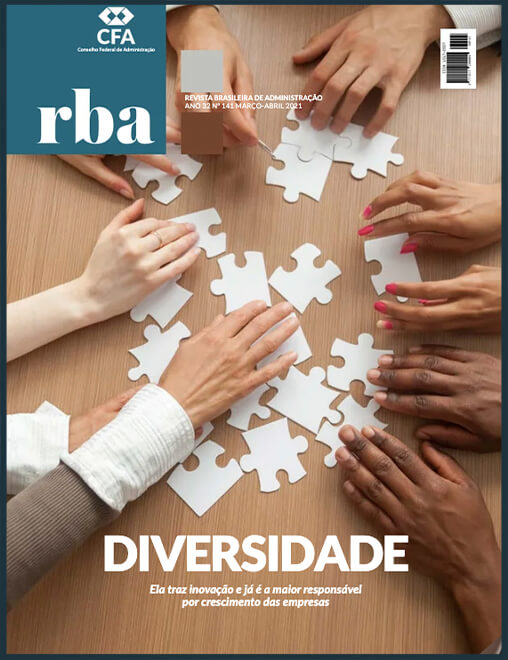 CFA
Conselho Federal de Administração
rba
REVISTA BRASILEIRA DE ADMINISTRAÇÃO
ANO 32 Nº 141 MARÇO-ABRIL 2021
DIVERSIDADE
Ela traz inovação e já é a maior responsável
por crescimento das empresas